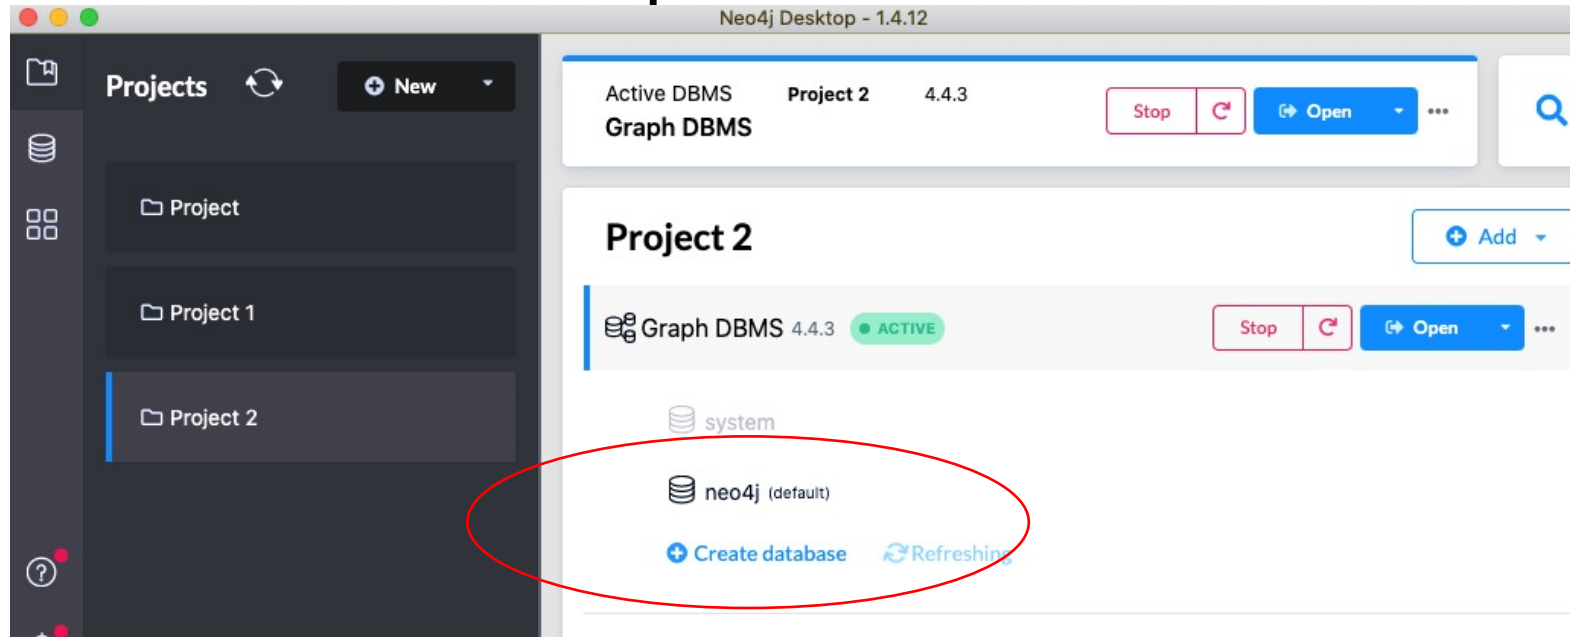 Neo4j Desktop - 1.4.12
Projects
New
Project
Project 1
Project 2
Active DBMS Project 2 4.4.3
Graph DBMS
Stop
Open
Project 2
Add
Graph DBMS 4.4.3 ACTIVE
Stop
Open
system
neo4j (default)
Create database Refreshing